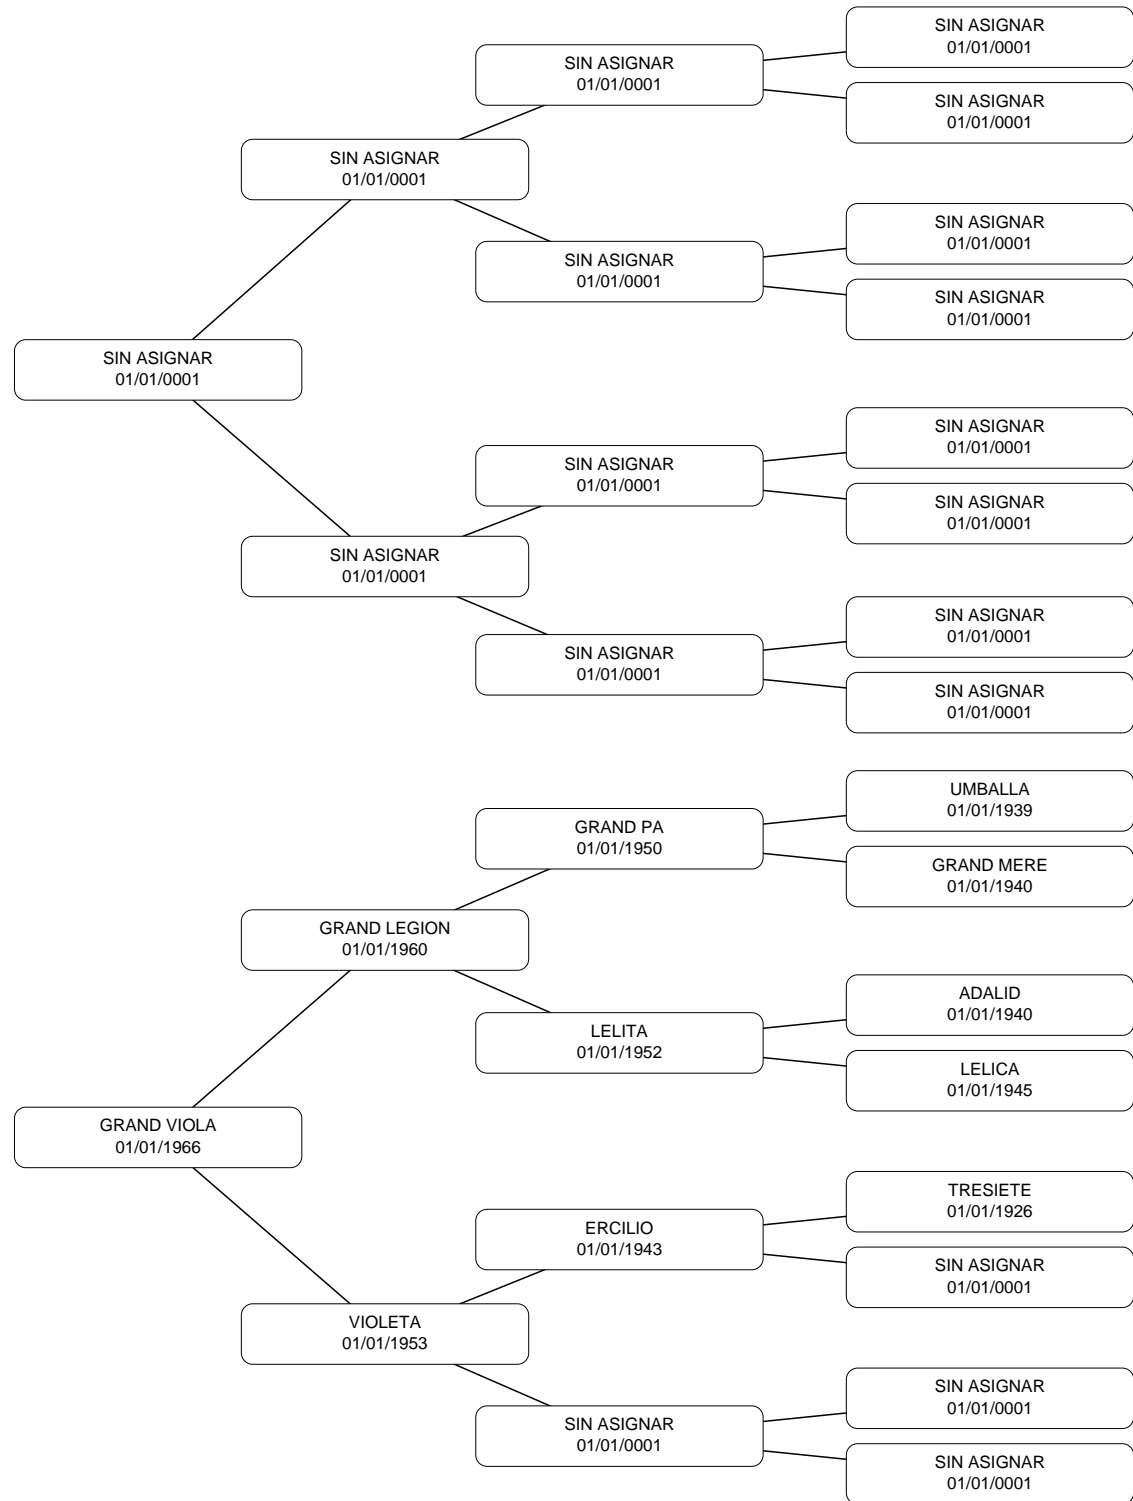 SIN ASIGNAR
01/01/0001
SIN ASIGNAR
01/01/0001
SIN ASIGNAR
01/01/0001
SIN ASIGNAR
01/01/0001
SIN ASIGNAR
01/01/0001
SIN ASIGNAR
01/01/0001
SIN ASIGNAR
01/01/0001
SIN ASIGNAR
01/01/0001
SIN ASIGNAR
01/01/0001
SIN ASIGNAR
01/01/0001
SIN ASIGNAR
01/01/0001
SIN ASIGNAR
01/01/0001
SIN ASIGNAR
01/01/0001
SIN ASIGNAR
01/01/0001
SIN ASIGNAR
01/01/0001
UMBALLA
01/01/1939
GRAND PA
01/01/1950
GRAND MERE
01/01/1940
GRAND LEGION
01/01/1960
ADALID
01/01/1940
LELITA
01/01/1952
LELICA
01/01/1945
GRAND VIOLA
01/01/1966
TRESIETE
01/01/1926
ERCILIO
01/01/1943
SIN ASIGNAR
01/01/0001
VIOLETA
01/01/1953
SIN ASIGNAR
01/01/0001
SIN ASIGNAR
01/01/0001
SIN ASIGNAR
01/01/0001